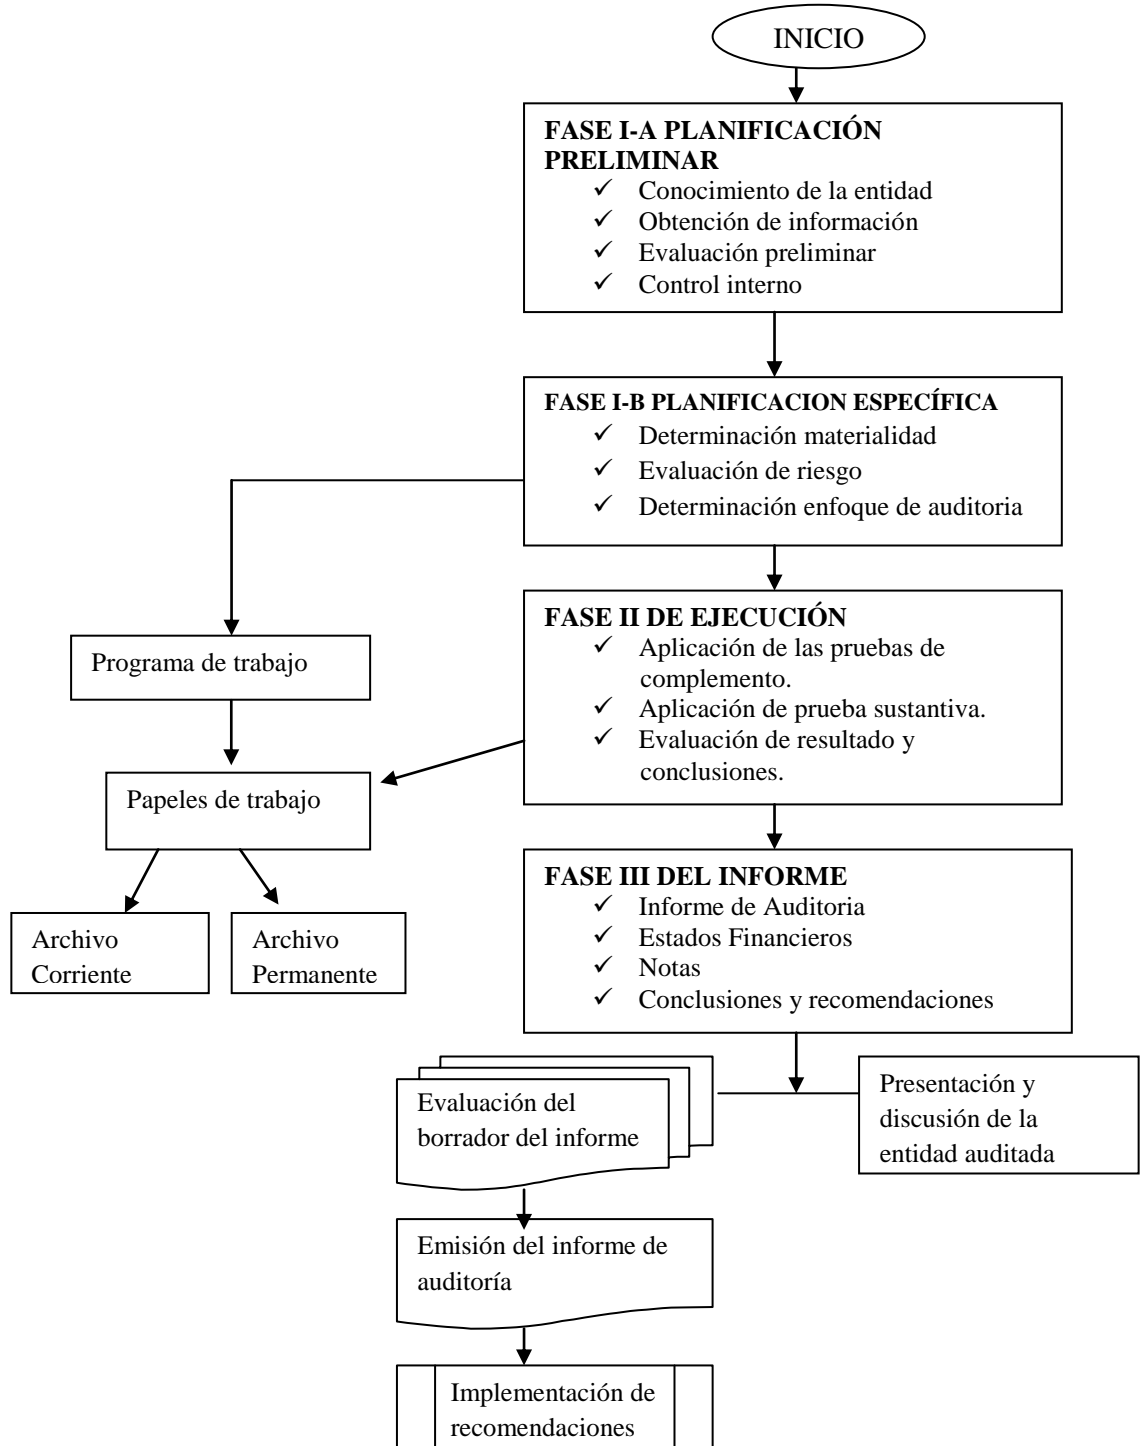 INICIO
FASE I-A PLANIFICACIÓN
PRELIMINAR
✓ Conocimiento de la entidad
✓ Obtención de información
✓ Evaluación preliminar
✓ Control interno
FASE I-B PLANIFICACION ESPECÍFICA
✓ Determinación materialidad
✓ Evaluación de riesgo
✓ Determinación enfoque de auditoria
FASE II DE EJECUCIÓN
✓ Aplicación de las pruebas de
complemento.
✓ Aplicación de prueba sustantiva.
✓ Evaluación de resultado y
conclusiones.
Programa de trabajo
Papeles de trabajo
Archivo
Corriente
Archivo
Permanente
FASE III DEL INFORME
✓ Informe de Auditoria
✓ Estados Financieros
✓ Notas
✓ Conclusiones y recomendaciones
Evaluación del
borrador del informe
Presentación y
discusión de la
entidad auditada
Emisión del informe de
auditoría
Implementación de
recomendaciones